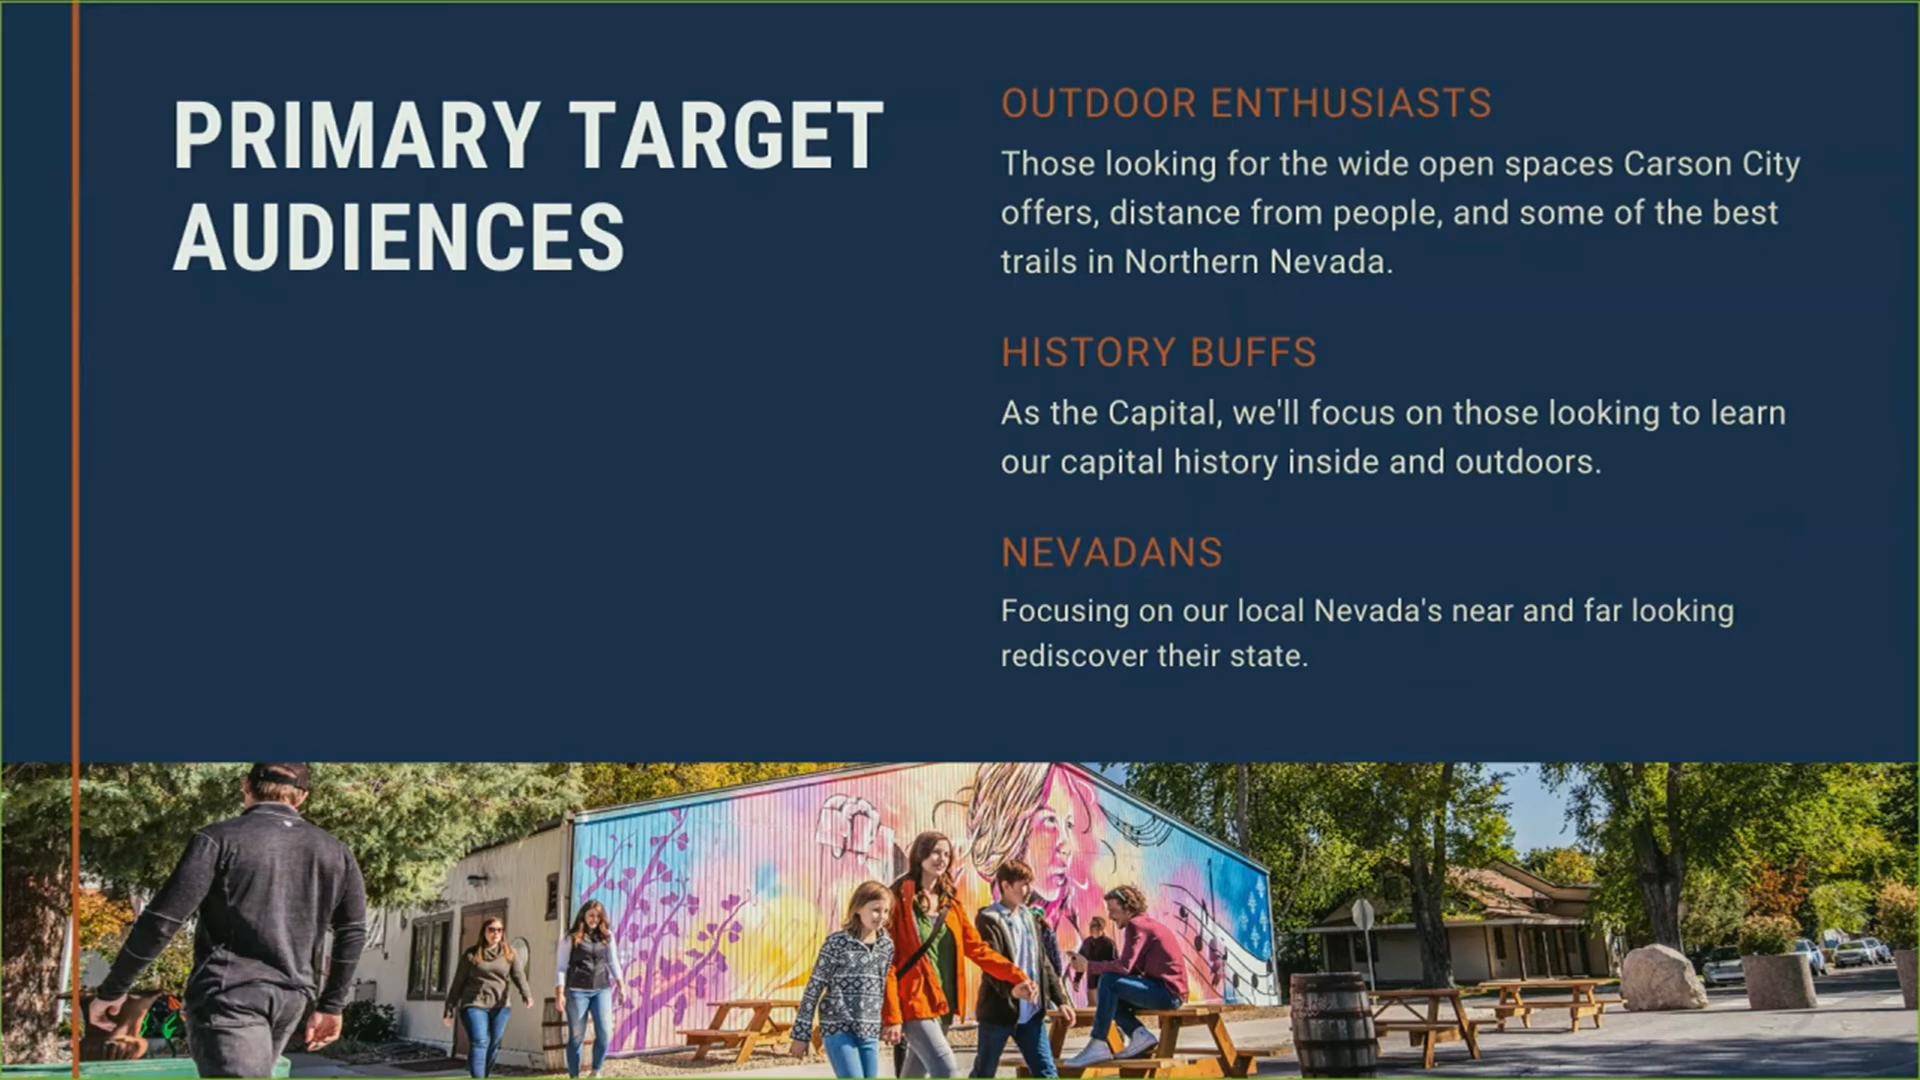 PRIMARY TARGET
AUDIENCES
OUTDOOR ENTHUSIASTS
Those looking for the wide open spaces Carson City
offers, distance from people, and some of the best
trails in Northern Nevada.
HISTORY BUFFS
As the Capital, we'll focus on those looking to learn
our capital history inside and outdoors.
NEVADANS
Focusing on our local Nevada's near and far looking
rediscover their state.